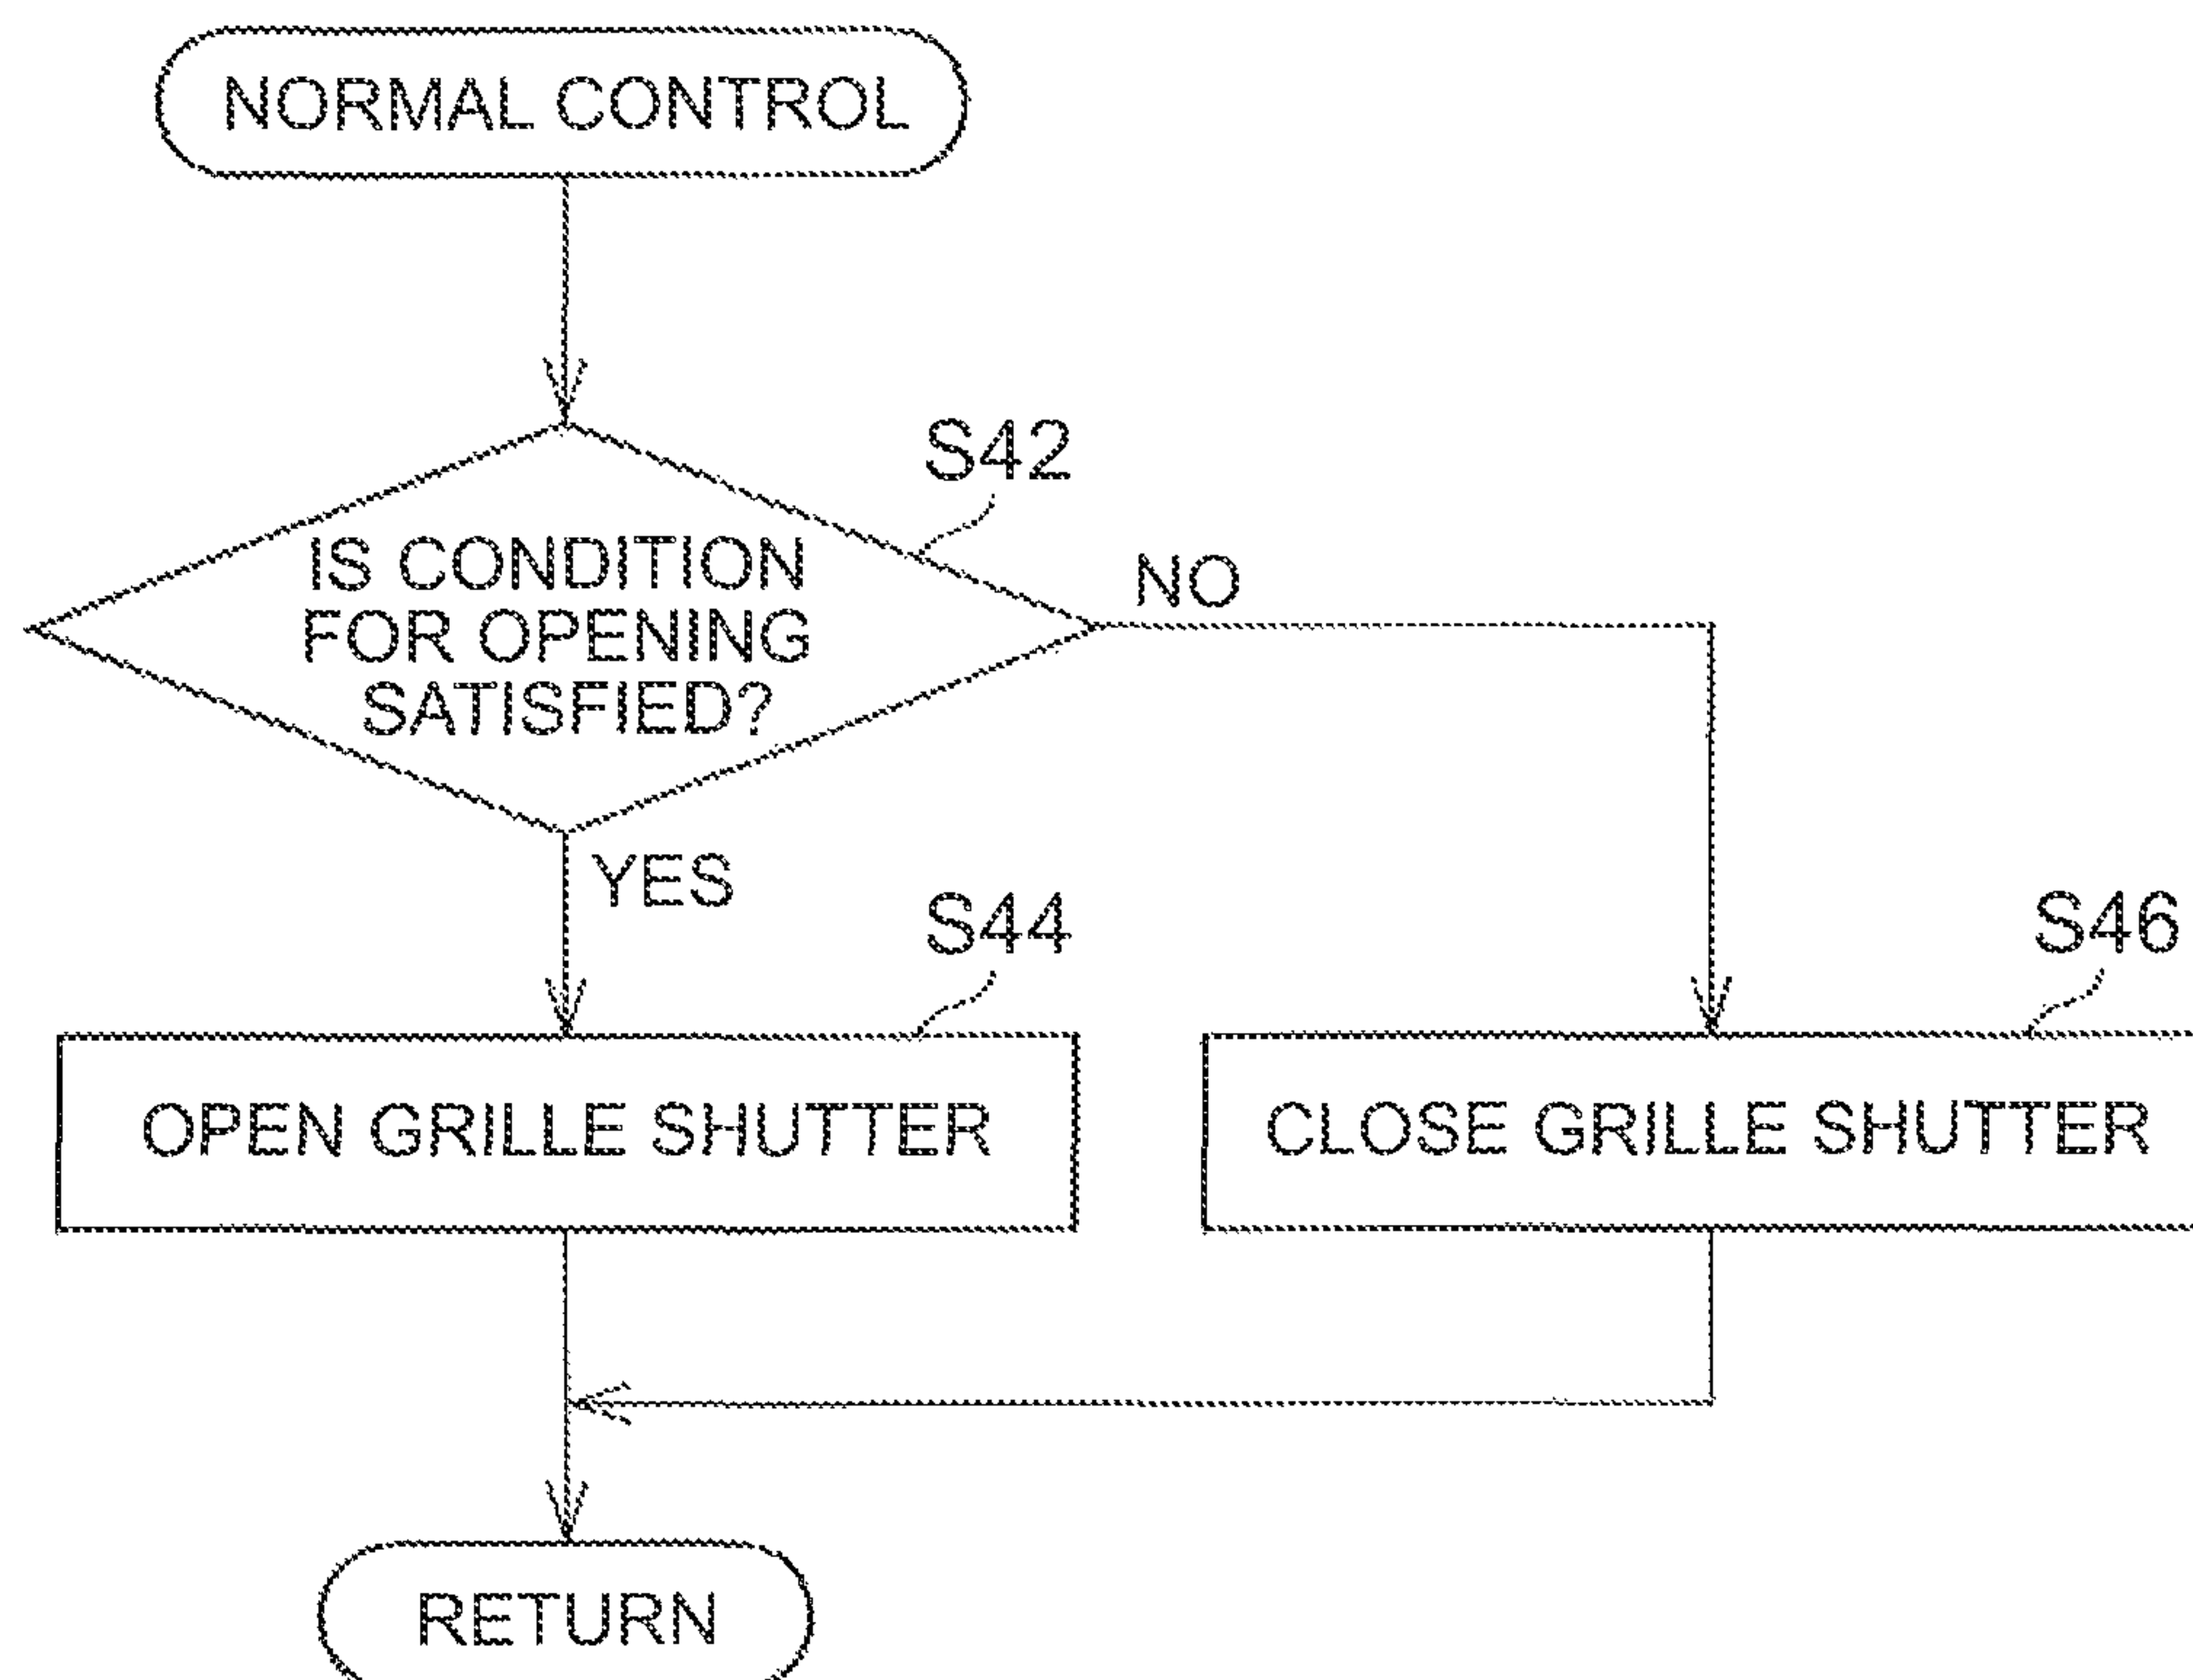 NORMAL CONTROL
S42
IS CONDITION
FOR OPENING
SATISFIED?
NO
YES
S44
S46
OPEN GRILLE SHUTTER
CLOSE GRILLE SHUTTER
RETURN